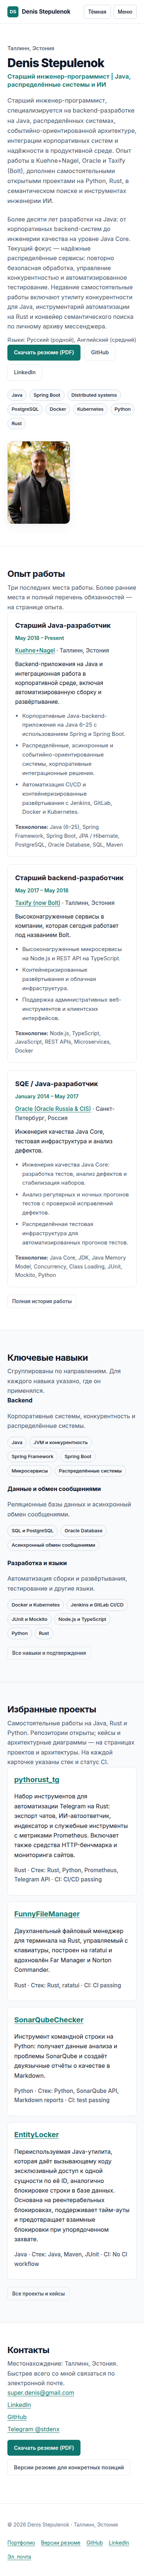 DS Denis Stepulenok Тёмная Меню
Таллинн, Эстония
Denis Stepulenok
Старший инженер-программист | Java,
распределённые системы и ИИ
Старший инженер-программист,
специализируется на backend-разработке
на Java, распределённых системах,
событийно-ориентированной архитектуре,
интеграции корпоративных систем и
надёжности в продуктовой среде. Опыт
работы в Kuehne+Nagel, Oracle и Taxify
(Bolt), дополнен самостоятельными
открытыми проектами на Python, Rust, в
семантическом поиске и инструментах
инженерии ИИ.
Более десяти лет разработки на Java: от
корпоративных backend-систем до
инженерии качества на уровне Java Core.
Текущий фокус — надёжные
распределённые системы: повторно
безопасная обработка, управление
конкурентностью и автоматизированное
тестирование. Недавние самостоятельные
работы включают утилиту конкурентности
для Java, инструментарий автоматизации
на Rust и конвейер семантического поиска
по личному архиву мессенджера.
Языки: Русский (родной), Английский (средний)
Скачать резюме (PDF) GitHub
LinkedIn
Java Spring Boot Distributed systems
PostgreSQL Docker Kubernetes Python
Rust
Опыт работы
Три последних места работы. Более ранние
места и полный перечень обязанностей —
на странице опыта.
Старший Java-разработчик
May 2018 – Present
Kuehne+Nagel · Таллинн, Эстония
Backend-приложения на Java и
интеграционная работа в
корпоративной среде, включая
автоматизированную сборку и
развёртывание.
• Корпоративные Java-backend-
приложения на Java 6–25 с
использованием Spring и Spring Boot.
• Распределённые, асинхронные и
событийно-ориентированные
системы, корпоративные
интеграционные решения.
• Автоматизация CI/CD и
контейнеризированные
развёртывания с Jenkins, GitLab,
Docker и Kubernetes.
Технологии: Java (6–25), Spring
Framework, Spring Boot, JPA / Hibernate,
PostgreSQL, Oracle Database, SQL, Maven
Старший backend-разработчик
May 2017 – May 2018
Taxify (now Bolt) · Таллинн, Эстония
Высоконагруженные сервисы в
компании, которая сегодня работает
под названием Bolt.
• Высоконагруженные микросервисы
на Node.js и REST API на TypeScript.
• Контейнеризированные
развёртывания и облачная
инфраструктура.
• Поддержка административных веб-
инструментов и клиентских
интерфейсов.
Технологии: Node.js, TypeScript,
JavaScript, REST APIs, Microservices,
Docker
SQE / Java-разработчик
January 2014 – May 2017
Oracle (Oracle Russia & CIS) · Санкт-
Петербург, Россия
Инженерия качества Java Core,
тестовая инфраструктура и анализ
дефектов.
• Инженерия качества Java Core:
разработка тестов, анализ дефектов и
стабилизация наборов.
• Анализ регулярных и ночных прогонов
тестов с проверкой исправлений
дефектов.
• Распределённая тестовая
инфраструктура для
автоматизированных прогонов тестов.
Технологии: Java Core, JDK, Java Memory
Model, Concurrency, Class Loading, JUnit,
Mockito, Python
Полная история работы
Ключевые навыки
Сгруппированы по направлениям. Для
каждого навыка указано, где он
применялся.
Backend
Корпоративные системы, конкурентность и
распределённые системы.
Java JVM и конкурентность
Spring Framework Spring Boot
Микросервисы Распределённые системы
Данные и обмен сообщениями
Реляционные базы данных и асинхронный
обмен сообщениями.
SQL и PostgreSQL Oracle Database
Асинхронный обмен сообщениями
Разработка и языки
Автоматизация сборки и развёртывания,
тестирование и другие языки.
Docker и Kubernetes Jenkins и GitLab CI/CD
JUnit и Mockito Node.js и TypeScript
Python Rust
Все навыки и подтверждения
Избранные проекты
Самостоятельные работы на Java, Rust и
Python. Репозитории открыты; кейсы —
архитектурные диаграммы — на страницах
проектов и архитектуры. На каждой
карточке указаны стек и статус CI.
pythorust_tg
Набор инструментов для
автоматизации Telegram на Rust:
экспорт чатов, ИИ-автоответчик,
индексатор и служебные инструменты
с метриками Prometheus. Включает
также средства HTTP-бенчмарка и
мониторинга сайтов.
Rust · Стек: Rust, Python, Prometheus,
Telegram API · CI: CI/CD passing
FunnyFileManager
Двухпанельный файловый менеджер
для терминала на Rust, управляемый с
клавиатуры, построен на ratatui и
вдохновлён Far Manager и Norton
Commander.
Rust · Стек: Rust, ratatui · CI: CI passing
SonarQubeChecker
Инструмент командной строки на
Python: получает данные анализа и
проблемы SonarQube и создаёт
двуязычные отчёты о качестве в
Markdown.
Python · Стек: Python, SonarQube API,
Markdown reports · CI: test passing
EntityLocker
Переиспользуемая Java-утилита,
которая даёт вызывающему коду
эксклюзивный доступ к одной
сущности по её ID, аналогично
блокировке строки в базе данных.
Основана на реентерабельных
блокировках, поддерживает тайм-ауты
и предотвращает взаимные
блокировки при упорядоченном
захвате.
Java · Стек: Java, Maven, JUnit · CI: No CI
workflow
Все проекты и кейсы
Контакты
Местонахождение: Таллинн, Эстония.
Быстрее всего со мной связаться по
электронной почте.
super.denis@gmail.com
LinkedIn
GitHub
Telegram @stdenx
Скачать резюме (PDF)
Версии резюме для конкретных позиций
© 2026 Denis Stepulenok · Таллинн, Эстония
Портфолио Версии резюме GitHub LinkedIn
Эл. почта